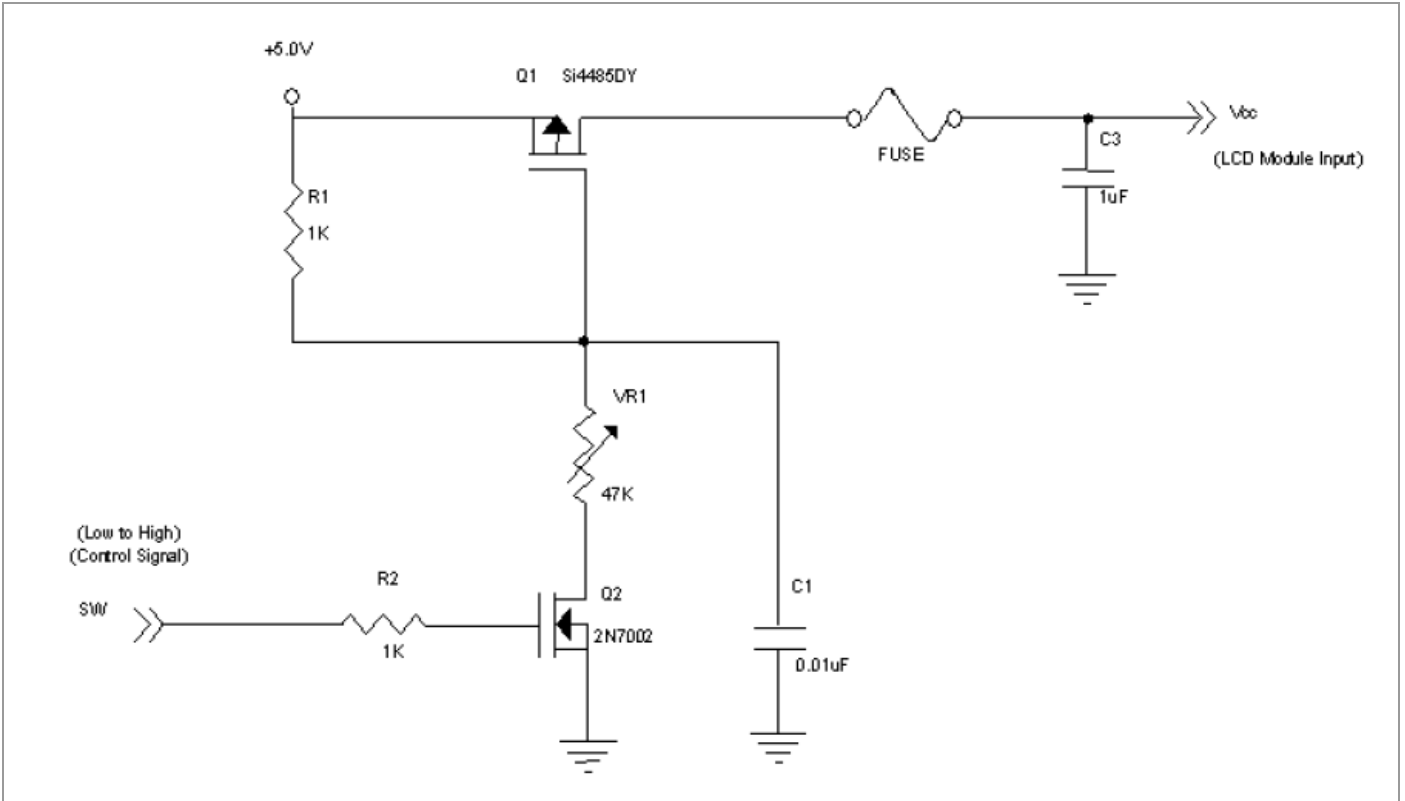 +5.0V
Q1 Si4485DY
Vcc
FUSE
C3
(LCD Module Input)
R1
1uF
1K
VR1
47K
(Low to High)
(Control Signal)
R2
Q2
C1
SW
2N7002
1K
0.01uF